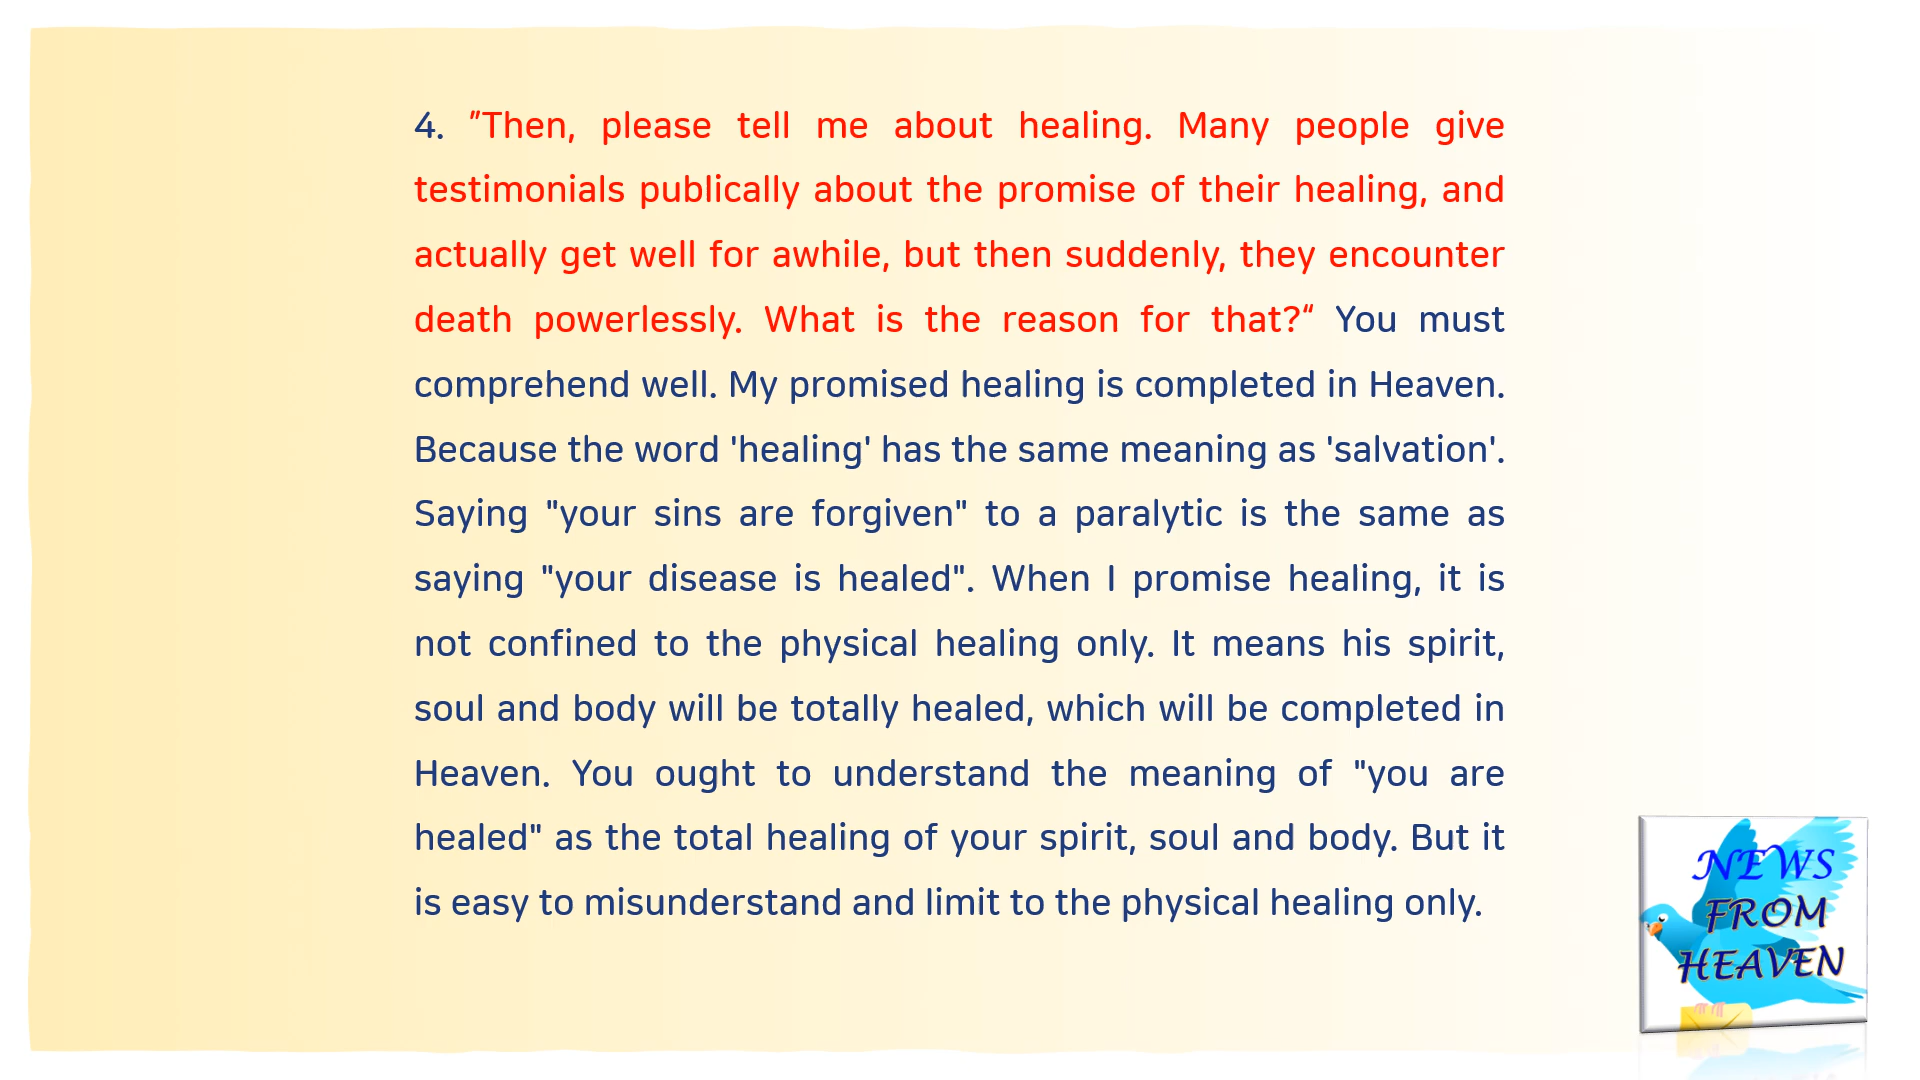 4. "Then, please tell me about healing. Many people give
testimonials publically about the promise of their healing, and
actually get well for awhile, but then suddenly, they encounter
death powerlessly. What is the reason for that?" You must
comprehend well. My promised healing is completed in Heaven.
Because the word 'healing' has the same meaning as 'salvation'.
Saying "your sins are forgiven" to a paralytic is the same as
saying "your disease is healed". When I promise healing, it is
not confined to the physical healing only. It means his spirit,
soul and body will be totally healed, which will be completed in
Heaven. You ought to understand the meaning of "you are
healed" as the total healing of your spirit, soul and body. But it
is easy to misunderstand and limit to the physical healing only.
NEWS
FROM
HEAVEN